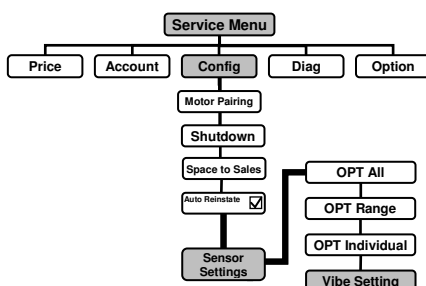 Service Menu
Price
Account
Config
Diag
Option
Motor Pairing
Shutdown
Space to Sales
Auto Reinstate
Sensor
Settings
OPT All
OPT Range
OPT Individual
Vibe Setting